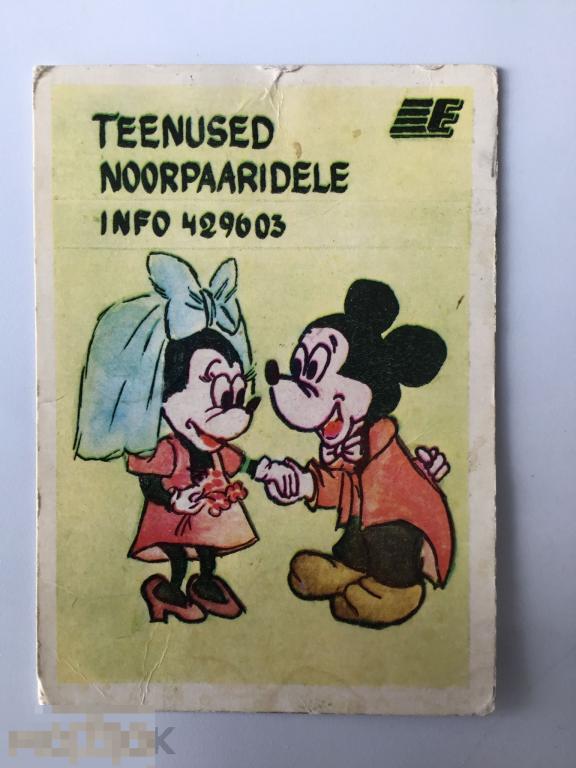 TEENUSED
NOORPAARIDELE
INFO 429603
E